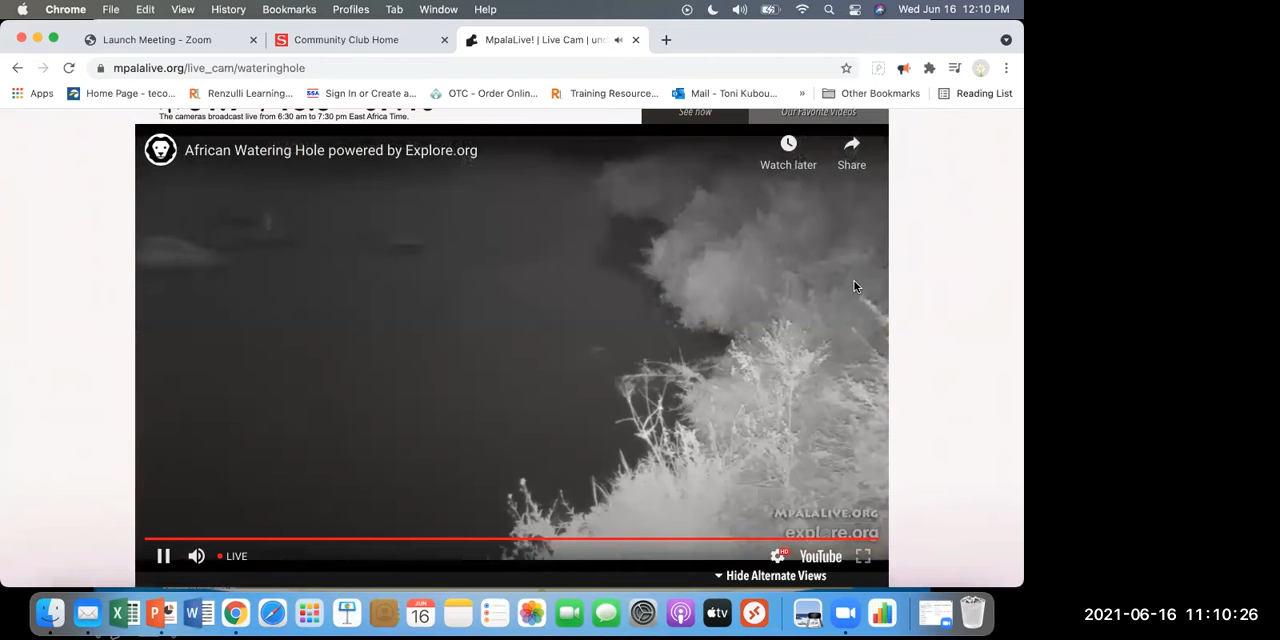 Chrome File Edit View History Bookmarks Profiles Tab Window Help Wed Jun 16 12:10 PM
Launch Meeting - Zoom Community Club Home MpalaLive! | Live Cam | und
mpalalive.org/live_cam/wateringhole
Apps Home Page - teco... Renzulli Learning... SSA Sign In or Create a... OTC - Order Onlin... Training Resource... Mail - Toni Kubou... » Other Bookmarks Reading List
The cameras broadcast live from 6:30 am to 7:30 pm East Africa Time. See now Our Favorite Videos
African Watering Hole powered by Explore.org
Watch later Share
MPALALIVE.ORG
explore.org
LIVE HD YouTube
Hide Alternate Views
JUN
16
tv
2021-06-16 11:10:26